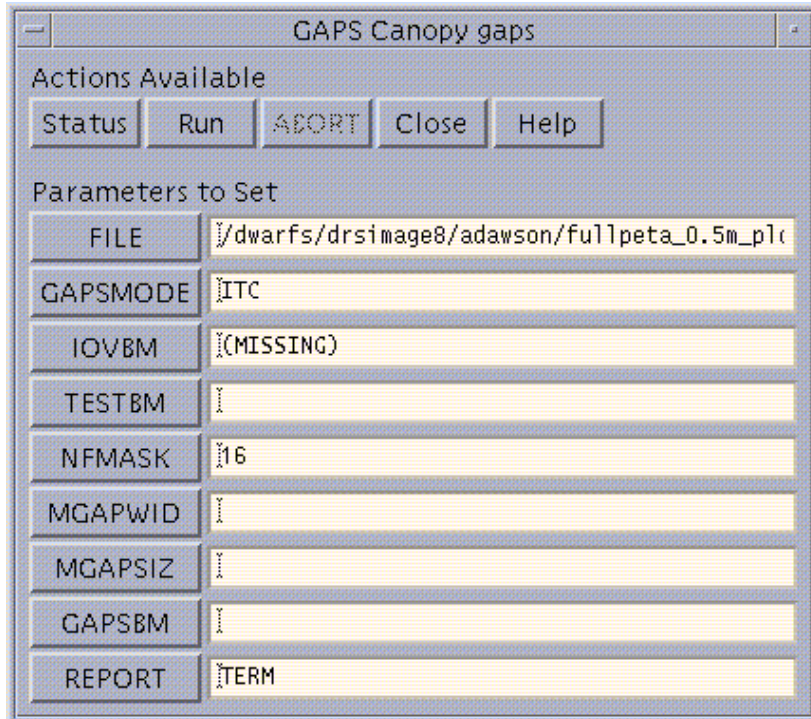 GAPS Canopy gaps
Actions Available
Status Run ABORT Close Help
Parameters to Set
FILE /dwarfs/drsimage8/adawson/fullpeta_0.5m_plo
GAPSMODE ITC
IOVBM (MISSING)
TESTBM
NFMASK 16
MGAPWID
MGAPSIZ
GAPSBM
REPORT TERM